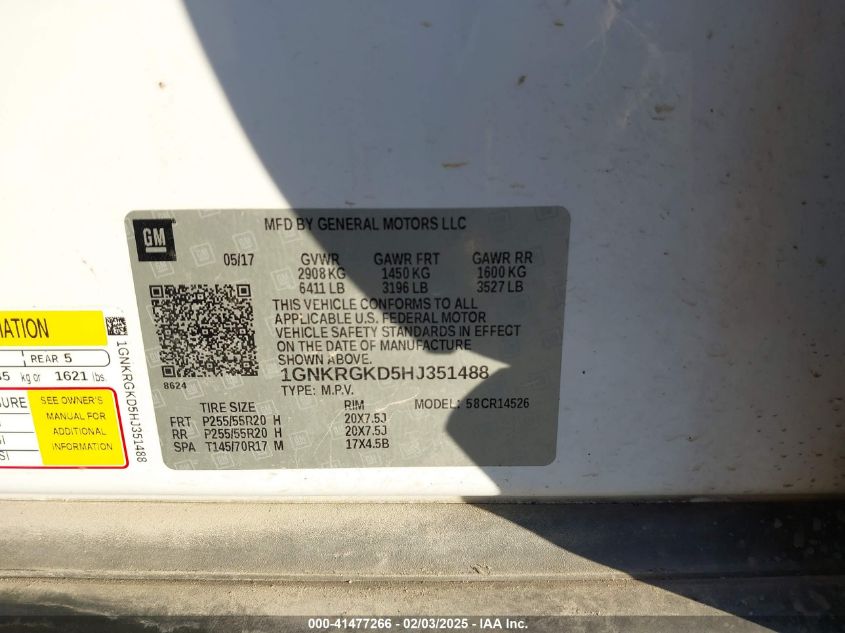 GM
MFD BY GENERAL MOTORS LLC
05/17 GVWR GAWR FRT GAWR RR
2908 KG 1450 KG 1600 KG
6411 LB 3196 LB 3527 LB
THIS VEHICLE CONFORMS TO ALL
APPLICABLE U.S. FEDERAL MOTOR
VEHICLE SAFETY STANDARDS IN EFFECT
ON THE DATE OF MANUFACTURE
SHOWN ABOVE.
8624
1GNKRGKD5HJ351488
TYPE: M.P.V.
TIRE SIZE RIM MODEL: 58CR14526
FRT P255/55R20 H 20X7.5J
RR P255/55R20 H 20X7.5J
SPA T145/70R17 M 17X4.5B
REAR 5
kg or 1621 lbs.
SEE OWNER'S
MANUAL FOR
ADDITIONAL
INFORMATION
1GNKRGKD5HJ351488
000-41477266 - 02/03/2025 - IAA Inc.